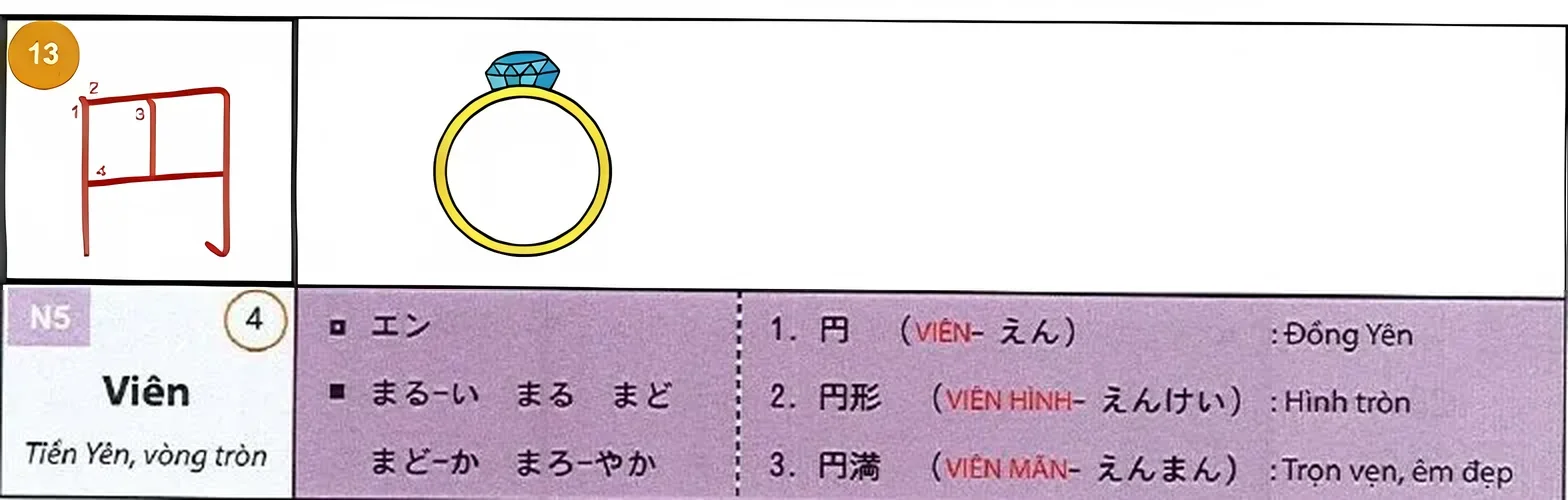 13
円
1
2
3
4
N5
4
Viên
Tiền Yên, vòng tròn
エン
まる-い まる まど
まど-か まろ-やか
1. 円 (VIÊN- えん) : Đồng Yên
2. 円形 (VIÊN HÌNH- えんけい) : Hình tròn
3. 円満 (VIÊN MÃN- えんまん) : Trọn vẹn, êm đẹp